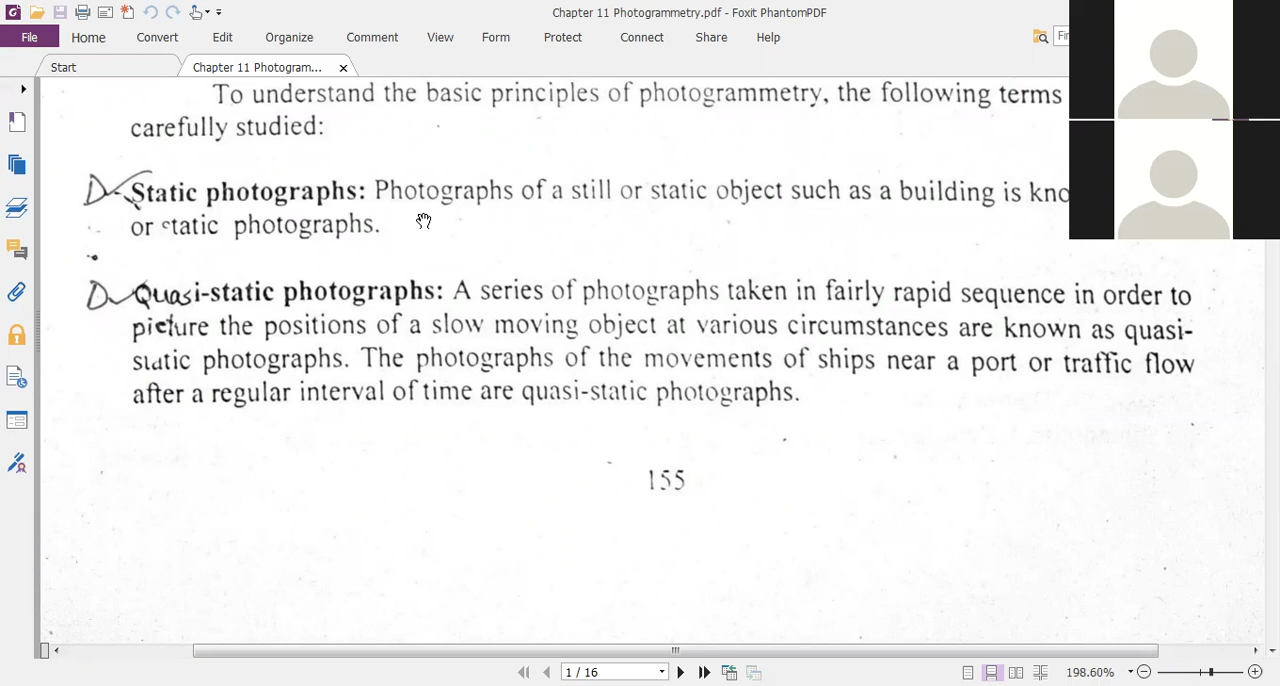 Chapter 11 Photogrammetry.pdf - Foxit PhantomPDF
File Home Convert Edit Organize Comment View Form Protect Connect Share Help
Start Chapter 11 Photogram...
To understand the basic principles of photogrammetry, the following terms
carefully studied:
Static photographs: Photographs of a still or static object such as a building is
or static photographs.
Quasi-static photographs: A series of photographs taken in fairly rapid sequence in order to
picture the positions of a slow moving object at various circumstances are known as quasi-
static photographs. The photographs of the movements of ships near a port or traffic flow
after a regular interval of time are quasi-static photographs.
155
1 / 16 198.60%